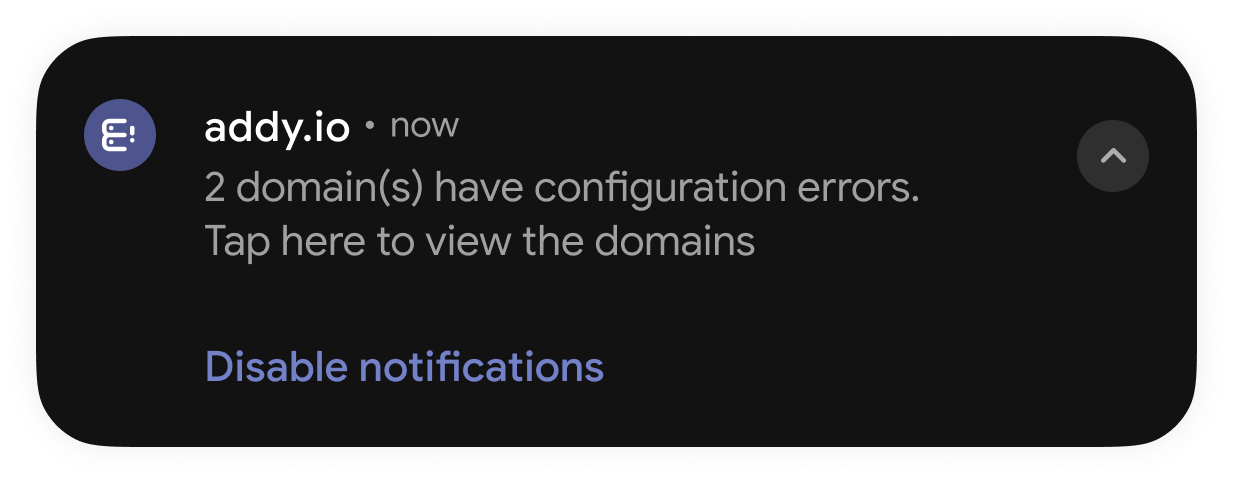 addy.io • now
2 domain(s) have configuration errors.
Tap here to view the domains
Disable notifications